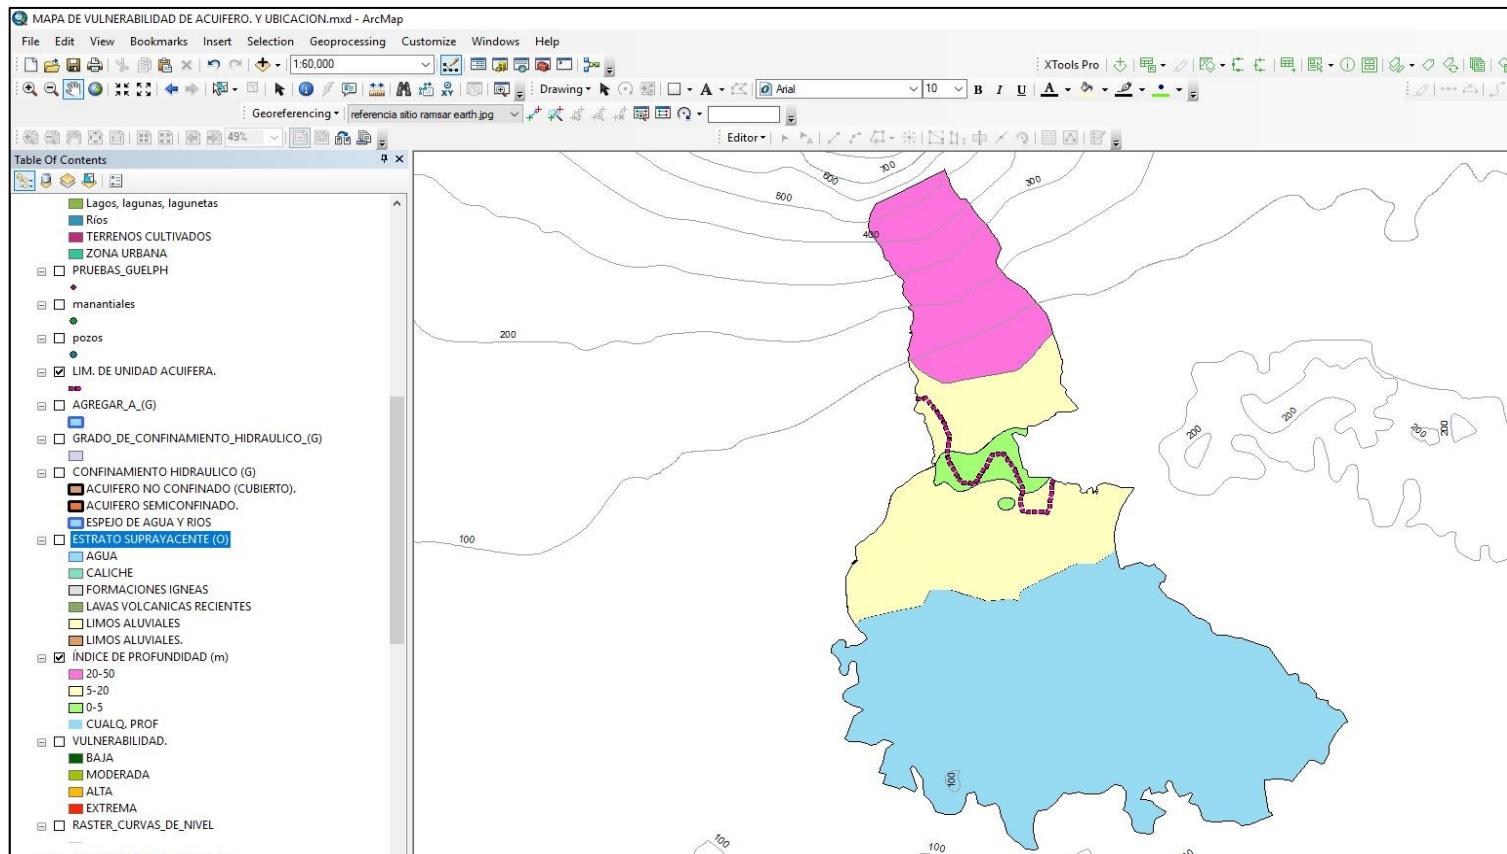 MAPA DE VULNERABILIDAD DE ACUIFERO. Y UBICACION.mxd - ArcMap
File Edit View Bookmarks Insert Selection Geoprocessing Customize Windows Help
1:60,000
XTools Pro
Drawing
Arial
10
B I U A
Georeferencing
referencia sitio ramsar earth.jpg
49%
Editor
Table Of Contents
Lagos, lagunas, lagunetas
Ríos
TERRENOS CULTIVADOS
ZONA URBANA
PRUEBAS_GUELPH
manantiales
pozos
LIM. DE UNIDAD ACUIFERA.
AGREGAR_A_(G)
GRADO_DE_CONFINAMIENTO_HIDRAULICO_(G)
CONFINAMIENTO HIDRAULICO (G)
ACUIFERO NO CONFINADO (CUBIERTO).
ACUIFERO SEMICONFINADO.
ESPEJO DE AGUA Y RIOS
ESTRATO SUPRAYACENTE (O)
AGUA
CALICHE
FORMACIONES IGNEAS
LAVAS VOLCANICAS RECIENTES
LIMOS ALUVIALES
LIMOS ALUVIALES.
ÍNDICE DE PROFUNDIDAD (m)
20-50
5-20
0-5
CUALQ. PROF
VULNERABILIDAD.
BAJA
MODERADA
ALTA
EXTREMA
RASTER_CURVAS_DE_NIVEL
700
600
500
300
400
200
200
200
200
200
100
100
100
100